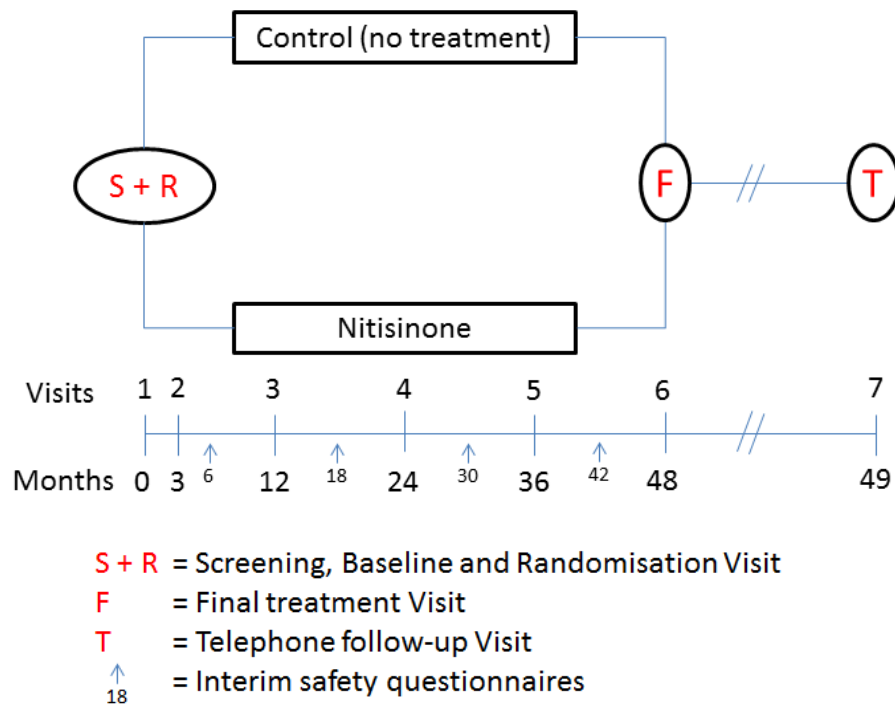 Control (no treatment)
S + R
F
T
Nitisinone
Visits 1 2 3 4 5 6 7
Months 0 3 6 12 18 24 30 36 42 48 49
S + R = Screening, Baseline and Randomisation Visit
F = Final treatment Visit
T = Telephone follow-up Visit
18 = Interim safety questionnaires